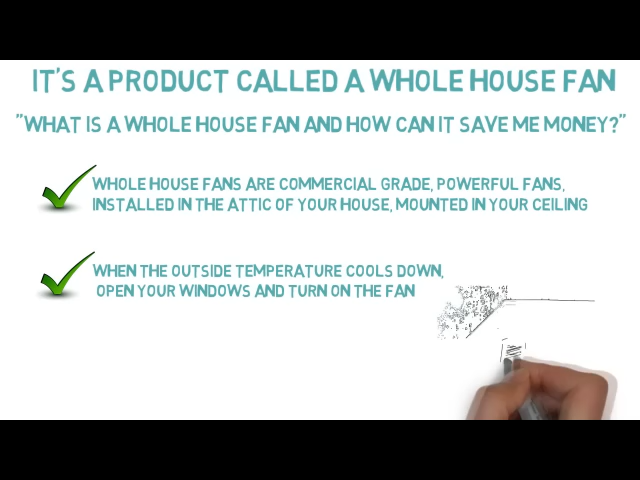 IT'S A PRODUCT CALLED A WHOLE HOUSE FAN
"WHAT IS A WHOLE HOUSE FAN AND HOW CAN IT SAVE ME MONEY?"
WHOLE HOUSE FANS ARE COMMERCIAL GRADE, POWERFUL FANS,
INSTALLED IN THE ATTIC OF YOUR HOUSE, MOUNTED IN YOUR CEILING
WHEN THE OUTSIDE TEMPERATURE COOLS DOWN,
OPEN YOUR WINDOWS AND TURN ON THE FAN